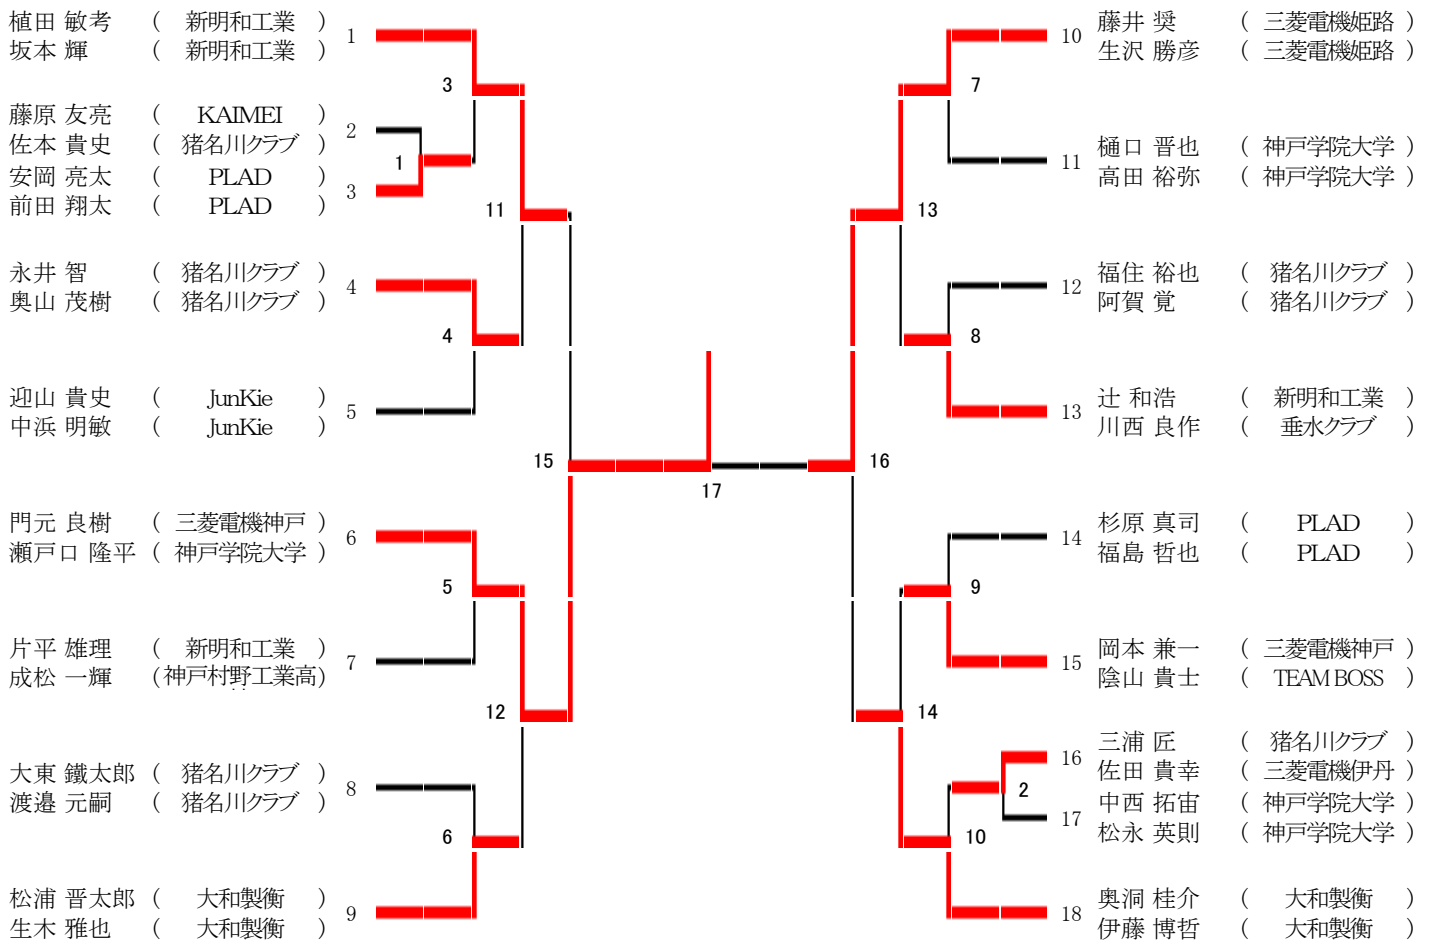 植田 敏考 （ 新明和工業 ）
1
坂本 輝 （ 新明和工業 ）
3
藤原 友亮 （ KAIMEI ）
2
佐本 貴史 （ 猪名川クラブ ）
1
安岡 亮太 （ PLAD ）
3
前田 翔太 （ PLAD ）
11
永井 智 （ 猪名川クラブ ）
4
奥山 茂樹 （ 猪名川クラブ ）
4
迎山 貴史 （ JunKie ）
5
中浜 明敏 （ JunKie ）
15
門元 良樹 （ 三菱電機神戸 ）
6
瀬戸口 隆平 （ 神戸学院大学 ）
5
片平 雄理 （ 新明和工業 ）
7
成松 一輝 （神戸村野工業高）
12
大東 鐵太郎 （ 猪名川クラブ ）
8
渡邉 元嗣 （ 猪名川クラブ ）
6
松浦 晋太郎 （ 大和製衡 ）
9
生木 雅也 （ 大和製衡 ）
17
藤井 奨 （ 三菱電機姫路 ）
10
生沢 勝彦 （ 三菱電機姫路 ）
7
樋口 晋也 （ 神戸学院大学 ）
11
高田 裕弥 （ 神戸学院大学 ）
13
福住 裕也 （ 猪名川クラブ ）
12
阿賀 覚 （ 猪名川クラブ ）
8
辻 和浩 （ 新明和工業 ）
13
川西 良作 （ 垂水クラブ ）
16
杉原 真司 （ PLAD ）
14
福島 哲也 （ PLAD ）
9
岡本 兼一 （ 三菱電機神戸 ）
15
陰山 貴士 （ TEAM BOSS ）
14
三浦 匠 （ 猪名川クラブ ）
16
佐田 貴幸 （ 三菱電機伊丹 ）
2
中西 拓宙 （ 神戸学院大学 ）
17
松永 英則 （ 神戸学院大学 ）
10
奥洞 桂介 （ 大和製衡 ）
18
伊藤 博哲 （ 大和製衡 ）